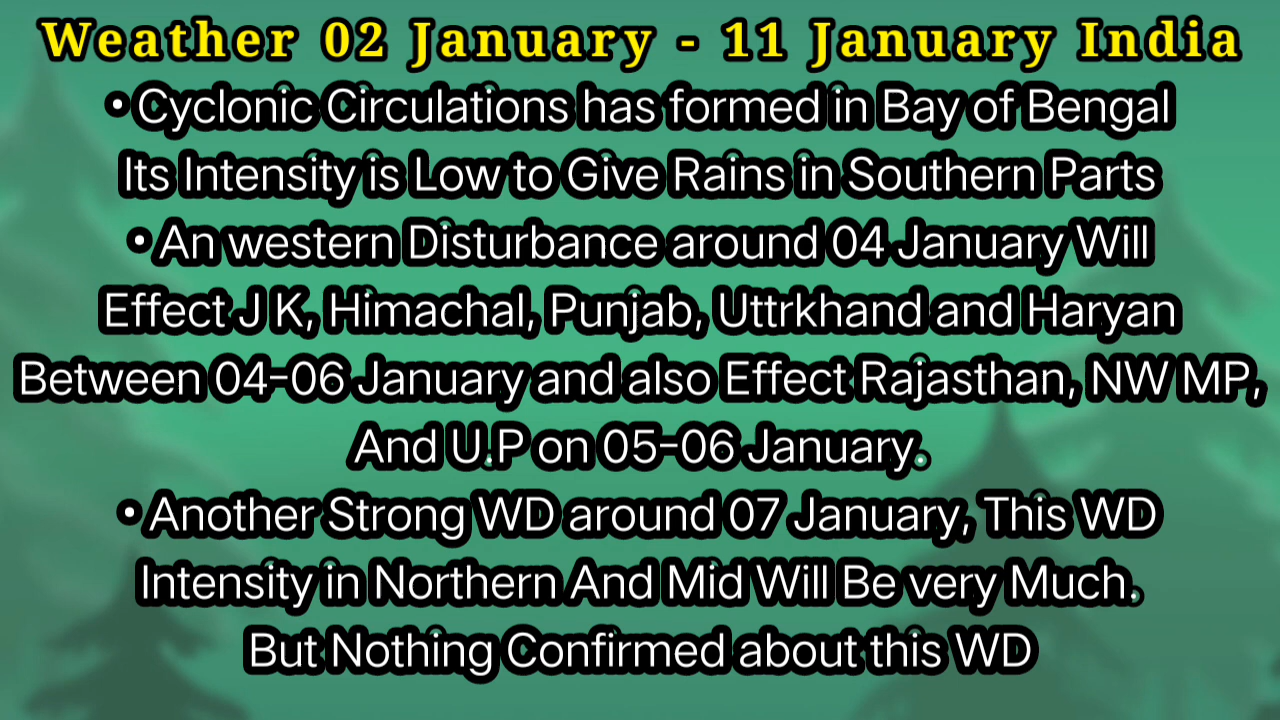 Weather 02 January - 11 January India
• Cyclonic Circulations has formed in Bay of Bengal
Its Intensity is Low to Give Rains in Southern Parts
• An western Disturbance around 04 January Will
Effect J K, Himachal, Punjab, Uttrkhand and Haryan
Between 04-06 January and also Effect Rajasthan, NW MP,
And U.P on 05-06 January.
• Another Strong WD around 07 January, This WD
Intensity in Northern And Mid Will Be very Much.
But Nothing Confirmed about this WD